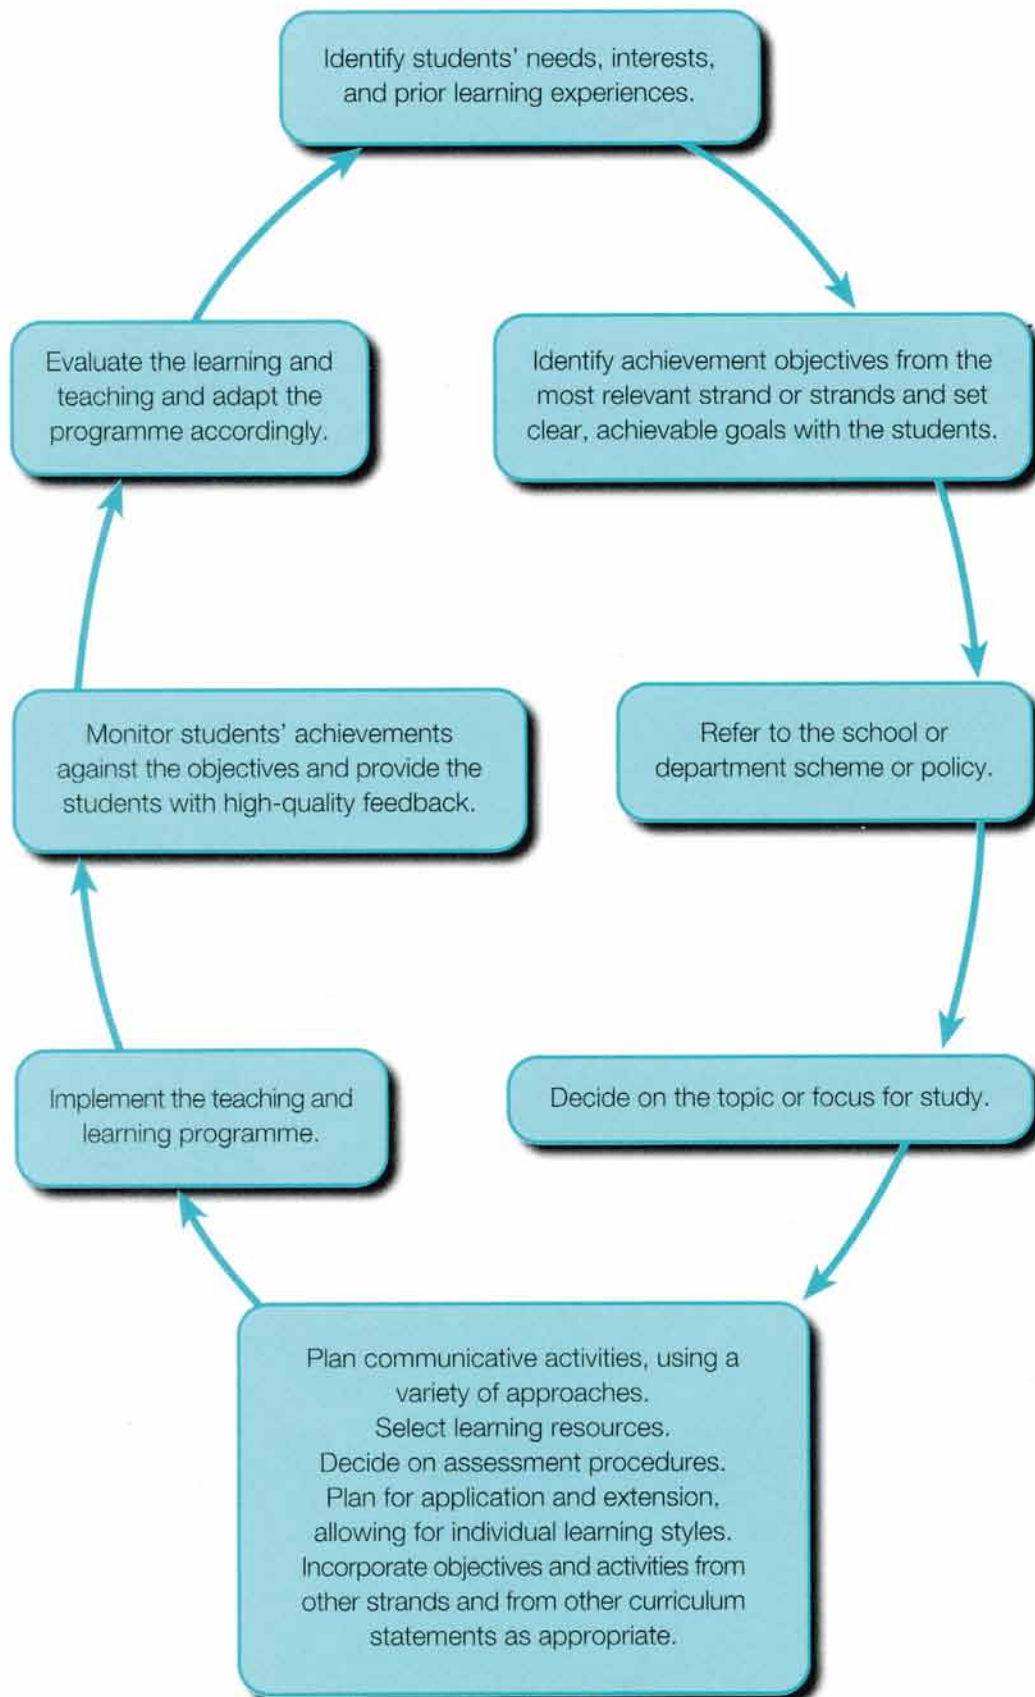 Identify students' needs, interests,
and prior learning experiences.
Identify achievement objectives from the
most relevant strand or strands and set
clear, achievable goals with the students.
Refer to the school or
department scheme or policy.
Decide on the topic or focus for study.
Plan communicative activities, using a
variety of approaches.
Select learning resources.
Decide on assessment procedures.
Plan for application and extension,
allowing for individual learning styles.
Incorporate objectives and activities from
other strands and from other curriculum
statements as appropriate.
Implement the teaching and
learning programme.
Monitor students' achievements
against the objectives and provide the
students with high-quality feedback.
Evaluate the learning and
teaching and adapt the
programme accordingly.